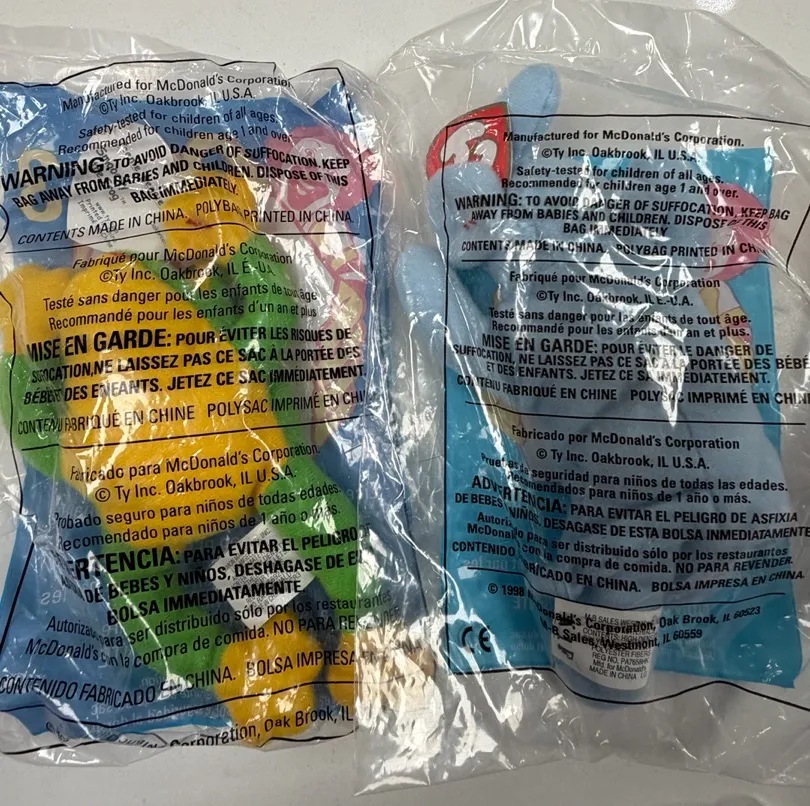 Manufactured for McDonald's Corporation
©Ty Inc. Oakbrook, IL U.S.A.
Safety-tested for children of all ages.
Recommended for children age 1 and over
WARNING: TO AVOID DANGER OF SUFFOCATION, KEEP
BAG AWAY FROM BABIES AND CHILDREN. DISPOSE OF THIS
BAG IMMEDIATELY.
CONTENTS MADE IN CHINA. POLYBAG PRINTED IN CHINA
Fabriqué pour McDonald's Corporation
©Ty Inc. Oakbrook, IL E.-U.A.
Testé sans danger pour les enfants de tout âge
Recommandé pour les enfants d'un an et plus
MISE EN GARDE: POUR ÉVITER LES RISQUES DE
SUFFOCATION, NE LAISSEZ PAS CE SAC À LA PORTÉE DES
BÉBÉS DES ENFANTS. JETEZ CE SAC IMMÉDIATEMENT.
CONTENU FABRIQUÉ EN CHINE POLYSAC IMPRIMÉ EN CHI
Fabricado para McDonald's Corporation
© Ty Inc. Oakbrook, IL U.S.A.
Probado seguro para niños de todas edades.
Recomendado para niños de 1 año o más.
ERTENCIA: PARA EVITAR EL PELIGRO
DE BEBES Y NIÑOS, DESHAGASE DE E
BOLSA IMMEDIATAMENTE.
Autoriza para ser distribuido sólo por los restaurantes
McDonald's con la compra de comida. NO PARA REVENDER.
CONTENIDO FABRICADO EN CHINA. BOLSA IMPRESA
Corporation, Oak Brook, IL
Manufactured for McDonald's Corporation.
©Ty Inc. Oakbrook, IL U.S.A.
Safety-tested for children of all ages.
Recommended for children age 1 and over.
WARNING: TO AVOID DANGER OF SUFFOCATION, KEEP BAG
AWAY FROM BABIES AND CHILDREN. DISPOSE OF THIS
BAG IMMEDIATELY
CONTENTS MADE IN CHINA. POLYBAG PRINTED IN CH
Fabriqué pour McDonald's Corporation
©Ty Inc. Oakbrook, IL E.-U.A.
Testé sans danger pour les enfants de tout âge.
Recommandé pour les enfants d'un an et plus.
MISE EN GARDE: POUR ÉVITER LE DANGER DE
SUFFOCATION, NE LAISSEZ PAS CE SAC À LA PORTÉE DES BÉBÉ
ET DES ENFANTS. JETEZ CE SAC IMMÉDIATEMENT.
CONTENU FABRIQUÉ EN CHINE POLYSAC IMPRIMÉ EN CHIN
Fabricado por McDonald's Corporation
© Ty Inc. Oakbrook, IL U.S.A.
Pruebas de seguridad para niños de todas las edades.
Recomendados para niños de 1 año o más.
ADVERTENCIA: PARA EVITAR EL PELIGRO DE ASFIXIA
DE BEBES Y NIÑOS, DESAGASE DE ESTA BOLSA INMEDIATAMENTE
Autoriz para ser distribuido sólo por los restaurantes
McDonald's con la compra de comida. NO PARA REVENDER.
CONTENIDO FABRICADO EN CHINA. BOLSA IMPRESA EN CHINA.
© 1998 McDonald's Corporation, Oak Brook, IL 60523
M-B Sales, Westmont, IL 60559
CE
REG NO. PA7659HK
Mfd. for McDonald's
MADE IN CHINA